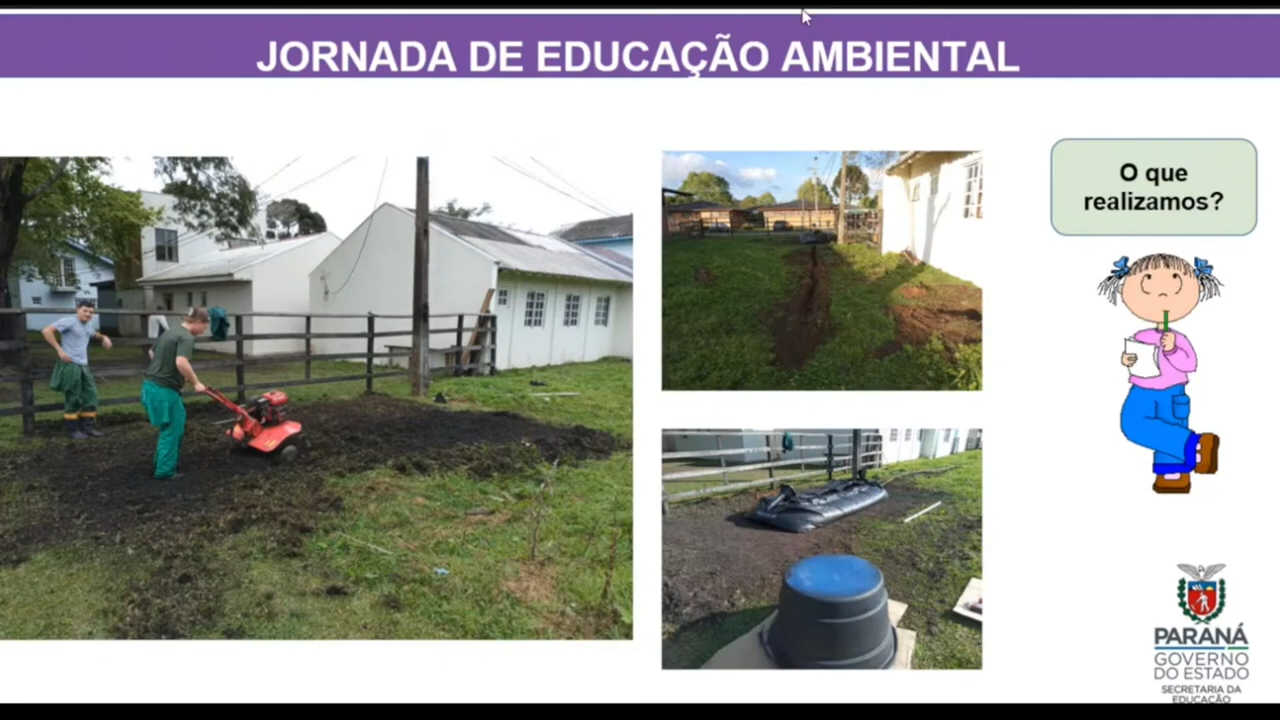 JORNADA DE EDUCAÇÃO AMBIENTAL
O que
realizamos?
PARANÁ
GOVERNO
DO ESTADO
SECRETARIA DA
EDUCAÇÃO